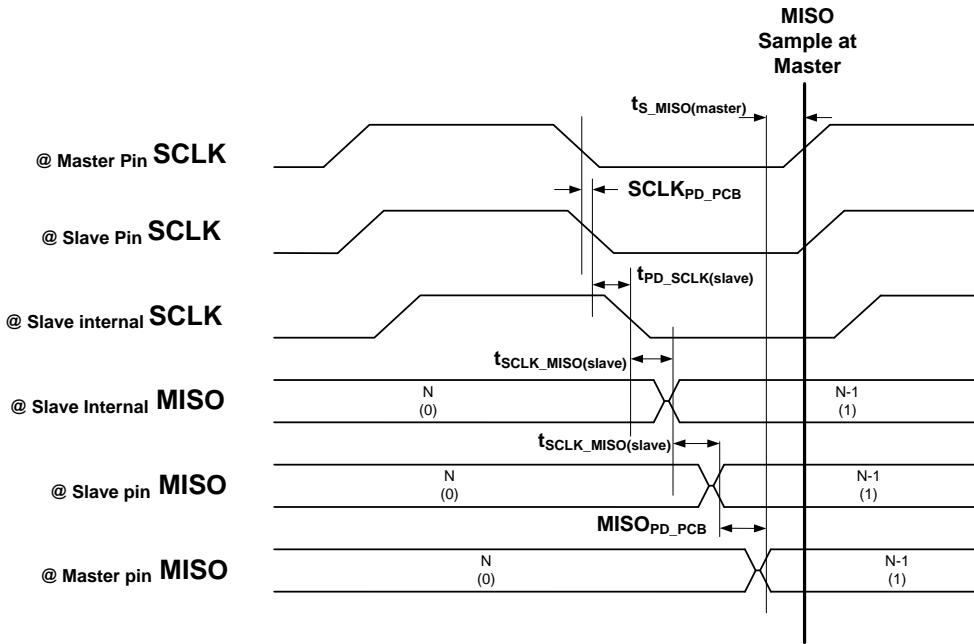 MISO
Sample at
Master
tS_MISO(master)
@ Master Pin SCLK
SCLKPD_PCB
@ Slave Pin SCLK
tPD_SCLK(slave)
@ Slave internal SCLK
tSCLK_MISO(slave)
@ Slave Internal MISO
N
(0)
N-1
(1)
tSCLK_MISO(slave)
@ Slave pin MISO
N
(0)
N-1
(1)
MISOPD_PCB
@ Master pin MISO
N
(0)
N-1
(1)